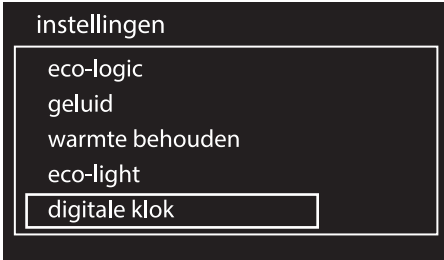 instellingen
eco-logic
geluid
warmte behouden
eco-light
digitale klok